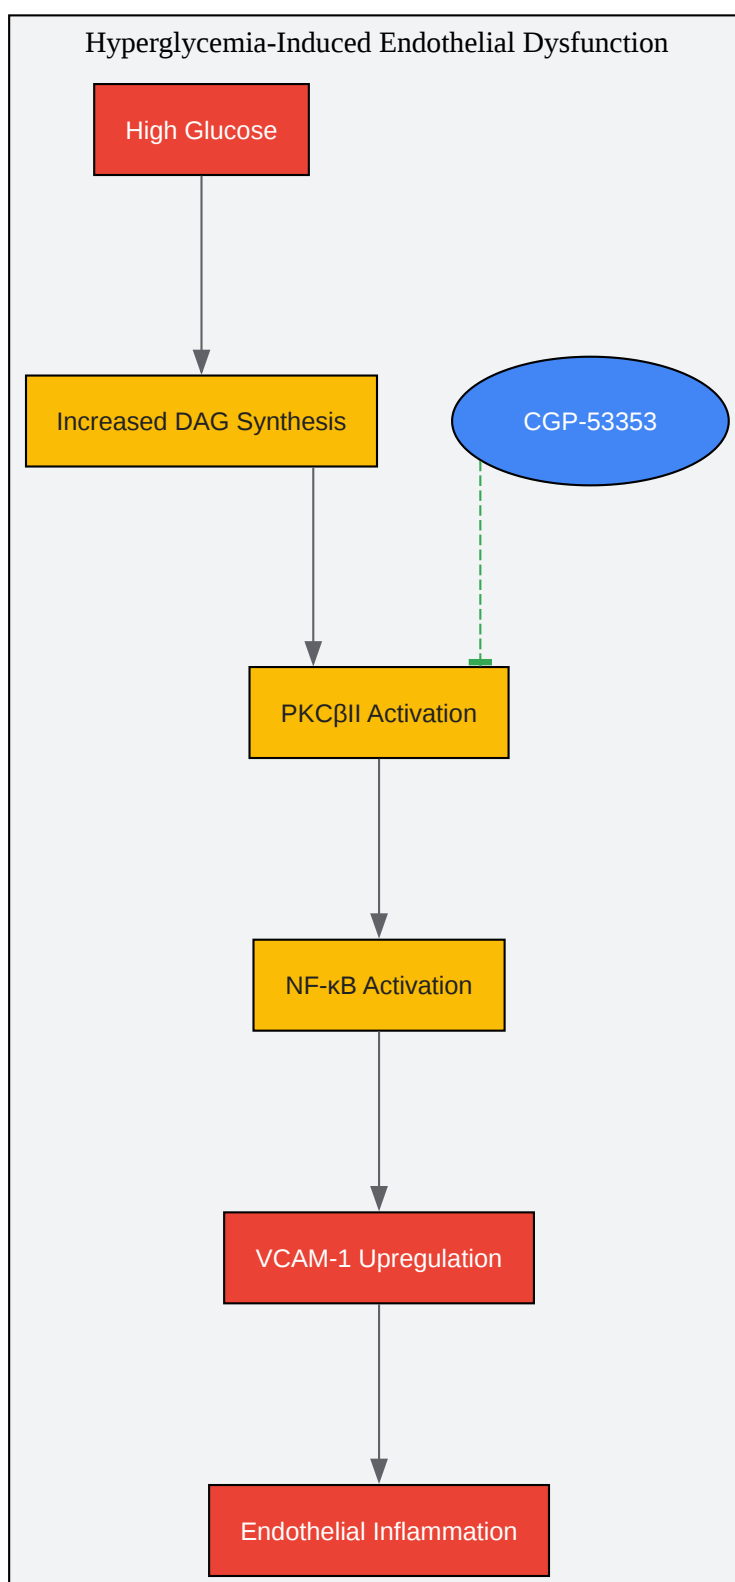 Hyperglycemia-Induced Endothelial Dysfunction
High Glucose
Increased DAG Synthesis
CGP-53353
PKCβII Activation
NF-κB Activation
VCAM-1 Upregulation
Endothelial Inflammation